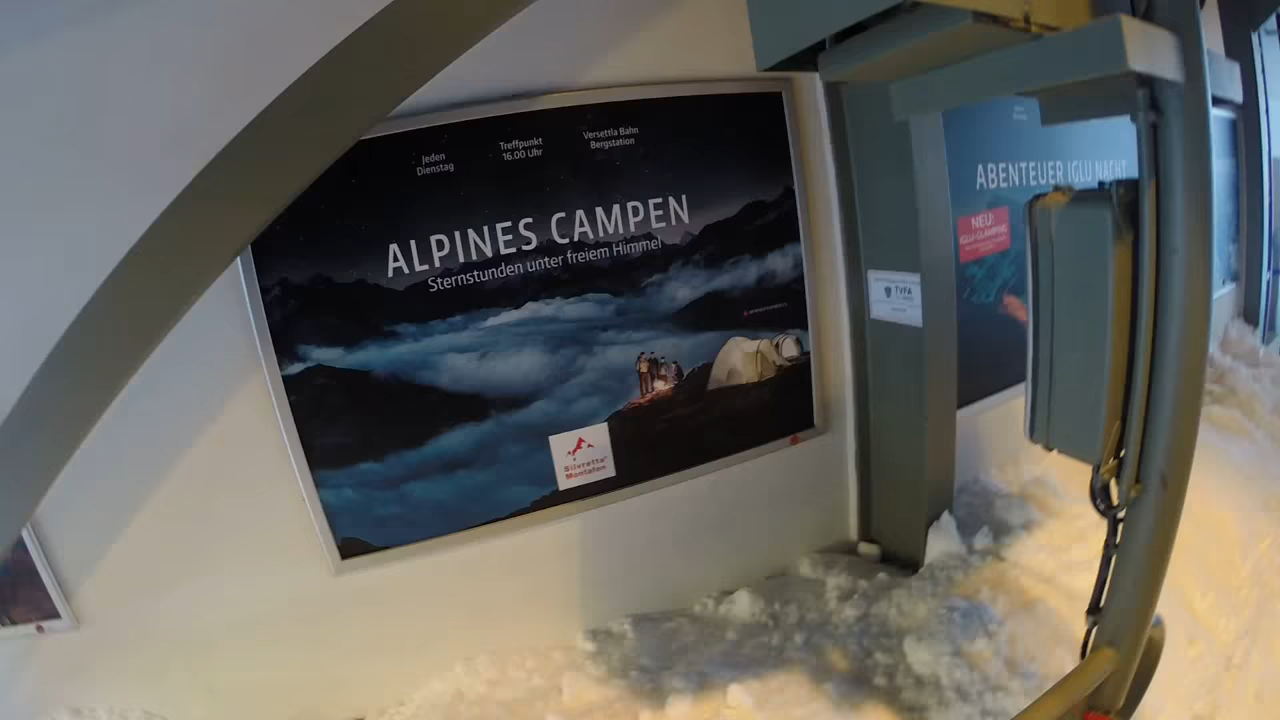 Jeden
Dienstag
Treffpunkt
16.00 Uhr
Versettla Bahn
Bergstation
ALPINES CAMPEN
Sternstunden unter freiem Himmel
Silvretta
Montafon
ABENTEUER IGLU NACHT
NEU:
IGLU-GLAMPING
TVFA